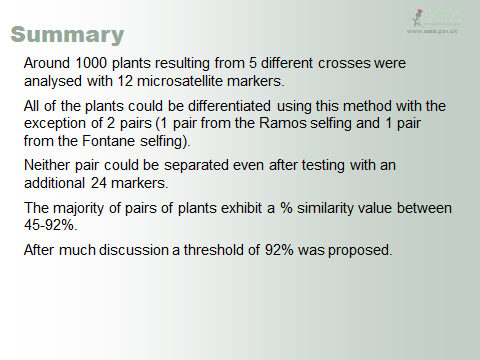 www.sasa.gov.uk
Summary
Around 1000 plants resulting from 5 different crosses were
analysed with 12 microsatellite markers.
All of the plants could be differentiated using this method with the
exception of 2 pairs (1 pair from the Ramos selfing and 1 pair
from the Fontane selfing).
Neither pair could be separated even after testing with an
additional 24 markers.
The majority of pairs of plants exhibit a % similarity value between
45-92%.
After much discussion a threshold of 92% was proposed.